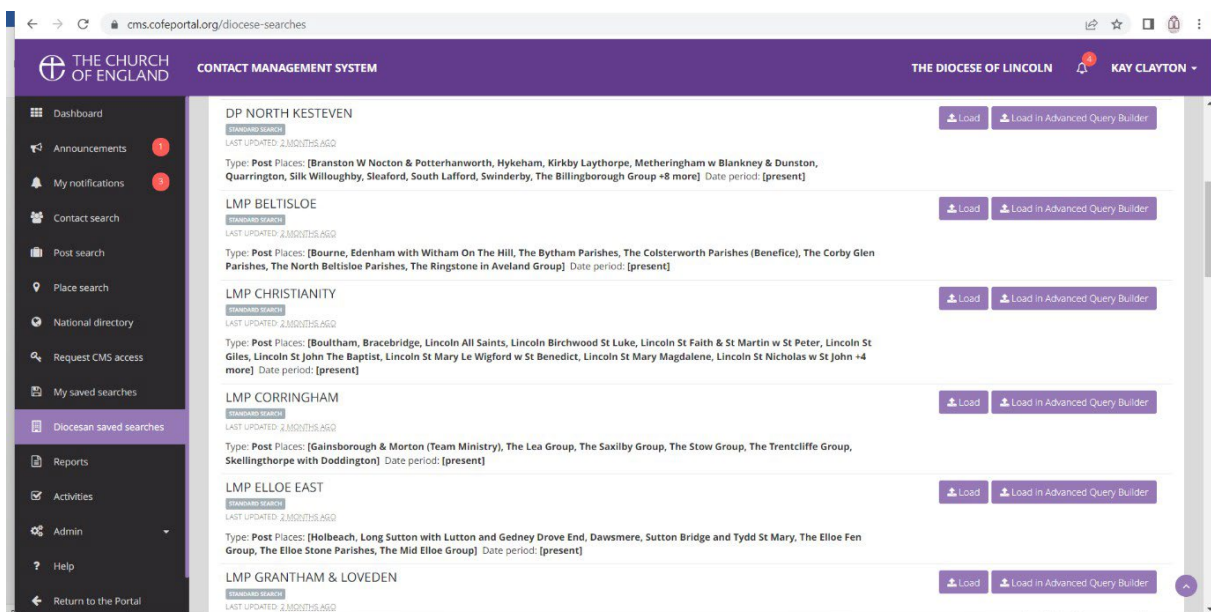 cms.cofeportal.org/diocese-searches
THE CHURCH
OF ENGLAND
CONTACT MANAGEMENT SYSTEM
THE DIOCESE OF LINCOLN
4
KAY CLAYTON
Dashboard
Announcements 1
My notifications 3
Contact search
Post search
Place search
National directory
Request CMS access
My saved searches
Diocesan saved searches
Reports
Activities
Admin
? Help
Return to the Portal
DP NORTH KESTEVEN
Load Load in Advanced Query Builder
STANDARD SEARCH
LAST UPDATED: 2 MONTHS AGO
Type: Post Places: [Branston W Nocton & Potterhanworth, Hykeham, Kirkby Laythorpe, Metheringham w Blankney & Dunston,
Quarrington, Silk Willoughby, Sleaford, South Lafford, Swinderby, The Billingborough Group +8 more] Date period: [present]
LMP BELTISLOE
Load Load in Advanced Query Builder
STANDARD SEARCH
LAST UPDATED: 2 MONTHS AGO
Type: Post Places: [Bourne, Edenham with Witham On The Hill, The Bytham Parishes, The Colsterworth Parishes (Benefice), The Corby Glen
Parishes, The North Beltisloe Parishes, The Ringstone in Aveland Group] Date period: [present]
LMP CHRISTIANITY
Load Load in Advanced Query Builder
STANDARD SEARCH
LAST UPDATED: 2 MONTHS AGO
Type: Post Places: [Boultham, Bracebridge, Lincoln All Saints, Lincoln Birchwood St Luke, Lincoln St Faith & St Martin w St Peter, Lincoln St
Giles, Lincoln St John The Baptist, Lincoln St Mary Le Wigford w St Benedict, Lincoln St Mary Magdalene, Lincoln St Nicholas w St John +4
more] Date period: [present]
LMP CORRINGHAM
Load Load in Advanced Query Builder
STANDARD SEARCH
LAST UPDATED: 2 MONTHS AGO
Type: Post Places: [Gainsborough & Morton (Team Ministry), The Lea Group, The Saxilby Group, The Stow Group, The Trentcliffe Group,
Skellingthorpe with Doddington] Date period: [present]
LMP ELLOE EAST
Load Load in Advanced Query Builder
STANDARD SEARCH
LAST UPDATED: 2 MONTHS AGO
Type: Post Places: [Holbeach, Long Sutton with Lutton and Gedney Drove End, Dawsmere, Sutton Bridge and Tydd St Mary, The Elloe Fen
Group, The Elloe Stone Parishes, The Mid Elloe Group] Date period: [present]
LMP GRANTHAM & LOVEDEN
Load Load in Advanced Query Builder
STANDARD SEARCH
LAST UPDATED: 2 MONTHS AGO